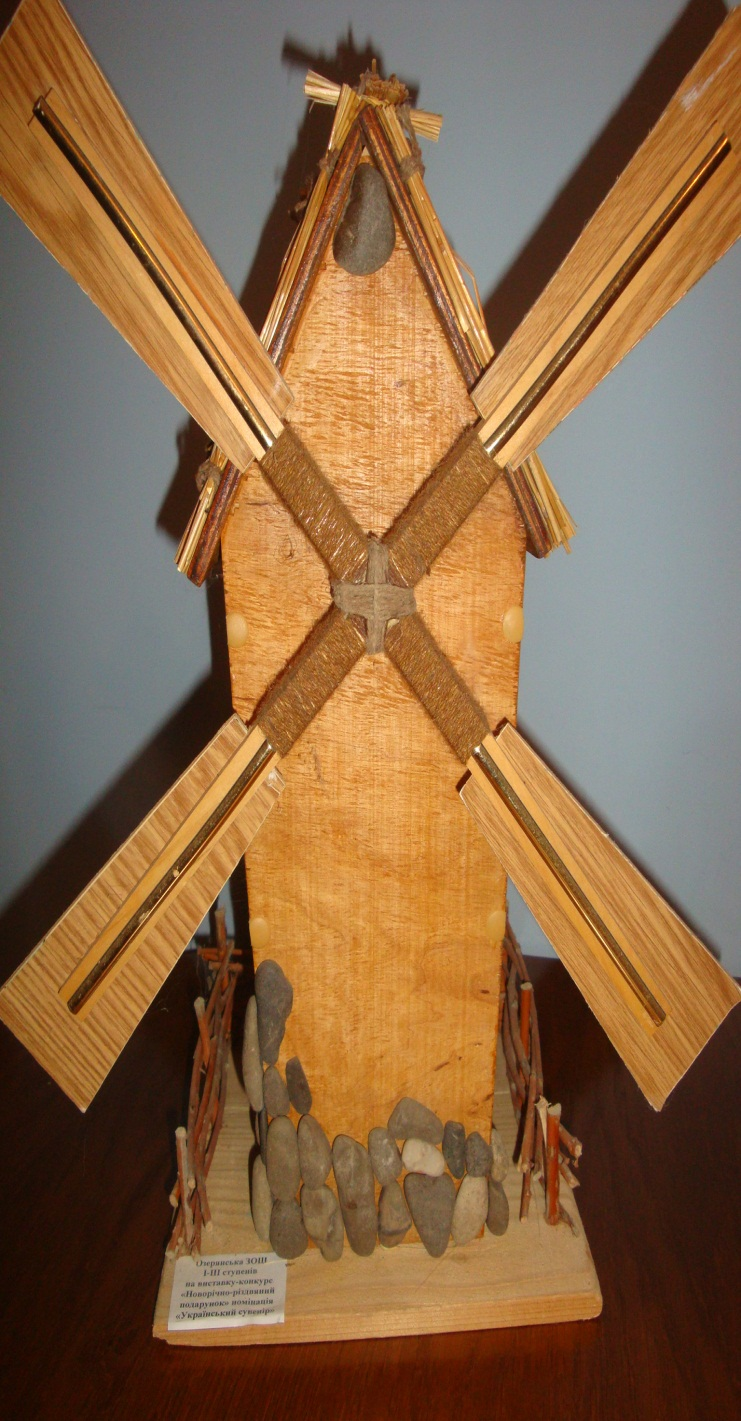 Озерянська ЗОШ
І-ІІІ ступенів
на виставку-конкурс
«Новорічно-різдвяний
подарунок» номінація
«Український сувенір»